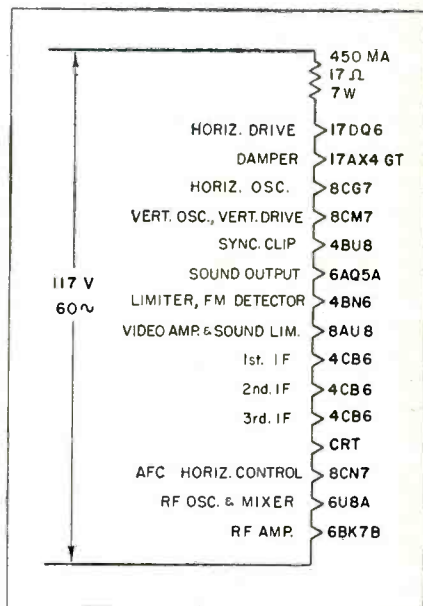 450 MA
17 Ω
7 W
HORIZ. DRIVE 17DQ6
DAMPER 17AX4 GT
HORIZ. OSC. 8CG7
VERT. OSC., VERT. DRIVE 8CM7
SYNC. CLIP 4BU8
SOUND OUTPUT 6AQ5A
117 V
60~
LIMITER, FM DETECTOR 4BN6
VIDEO AMP. & SOUND LIM. 8AU8
1st. IF 4CB6
2nd. IF 4CB6
3rd. IF 4CB6
CRT
AFC HORIZ. CONTROL 8CN7
RF OSC. & MIXER 6U8A
RF AMP. 6BK7B